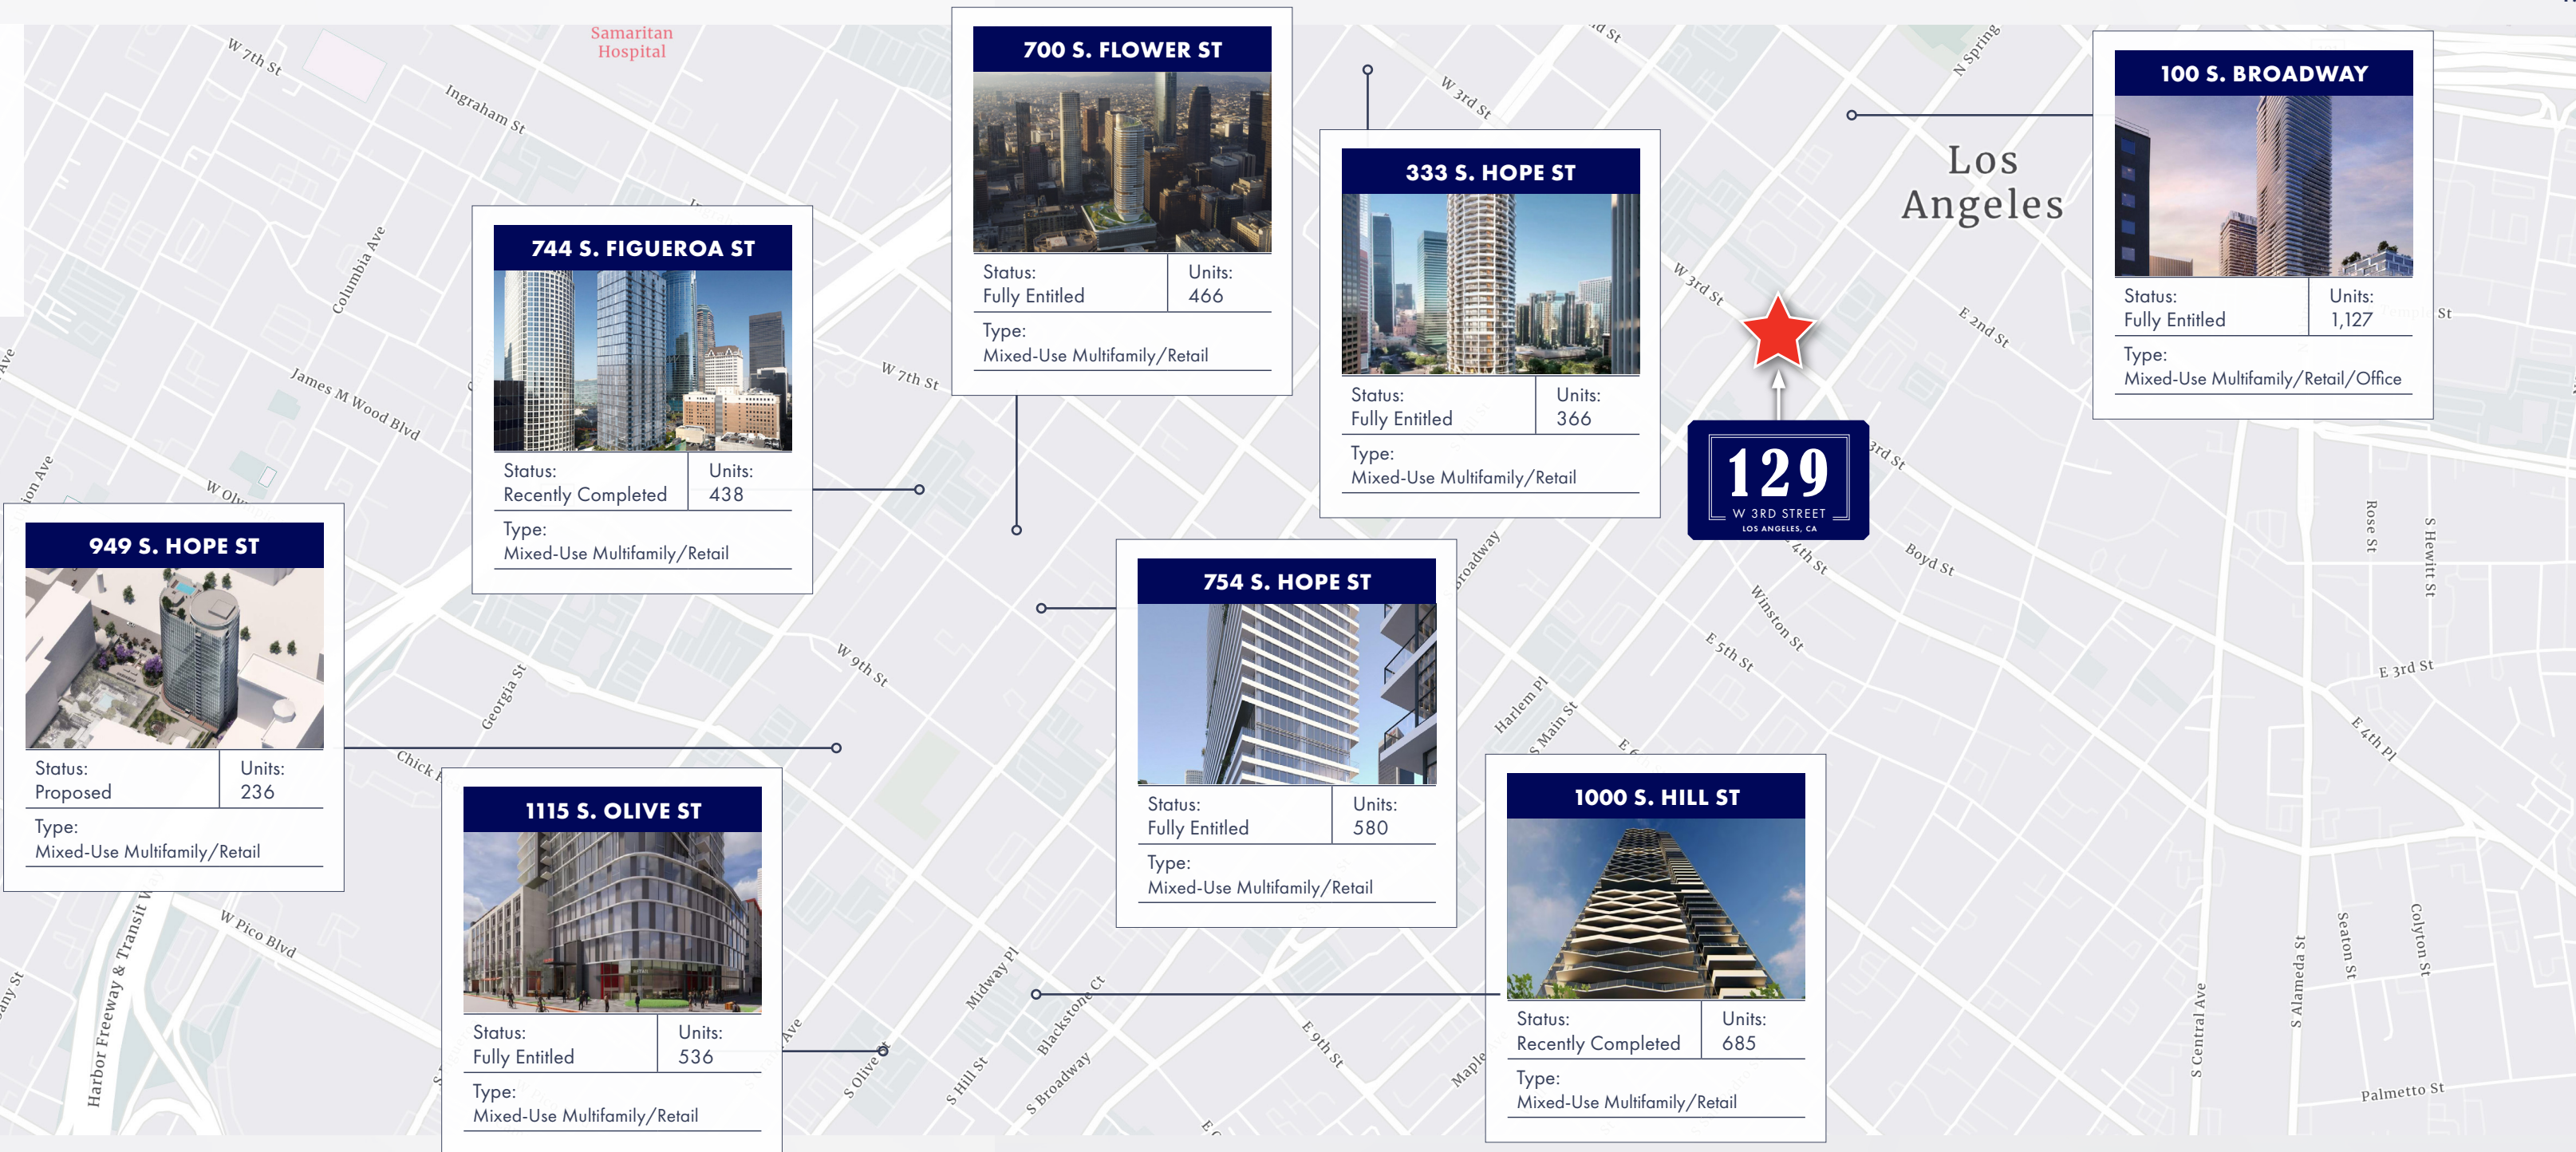 Samaritan
Hospital
W 7th St
Ingraham St
Columbia Ave
James M Wood Blvd
W 7th St
W 9th St
Georgia St
W Pico Blvd
Harbor Freeway & Transit
700 S. FLOWER ST
Status:
Fully Entitled
Units:
466
Type:
Mixed-Use Multifamily/Retail
744 S. FIGUEROA ST
Status:
Recently Completed
Units:
438
Type:
Mixed-Use Multifamily/Retail
333 S. HOPE ST
Status:
Fully Entitled
Units:
366
Type:
Mixed-Use Multifamily/Retail
100 S. BROADWAY
Status:
Fully Entitled
Units:
1,127
Type:
Mixed-Use Multifamily/Retail/Office
949 S. HOPE ST
Status:
Proposed
Units:
236
Type:
Mixed-Use Multifamily/Retail
1115 S. OLIVE ST
Status:
Fully Entitled
Units:
536
Type:
Mixed-Use Multifamily/Retail
754 S. HOPE ST
Status:
Fully Entitled
Units:
580
Type:
Mixed-Use Multifamily/Retail
1000 S. HILL ST
Status:
Recently Completed
Units:
685
Type:
Mixed-Use Multifamily/Retail
129
W 3RD STREET
LOS ANGELES, CA
Los
Angeles
W 3rd St
N Spring
W 3rd St
E 2nd St
3rd St
4th St
Boyd St
Winston St
E 5th St
Harlem Pl
S Main St
Rose St
S Hewitt St
E 3rd St
E 4th Pl
Midway Pl
Blackstone Ct
S Olive St
S Hill St
S Broadway
E 9th St
S Central Ave
S Alameda St
Seaton St
Colyton St
Palmetto St